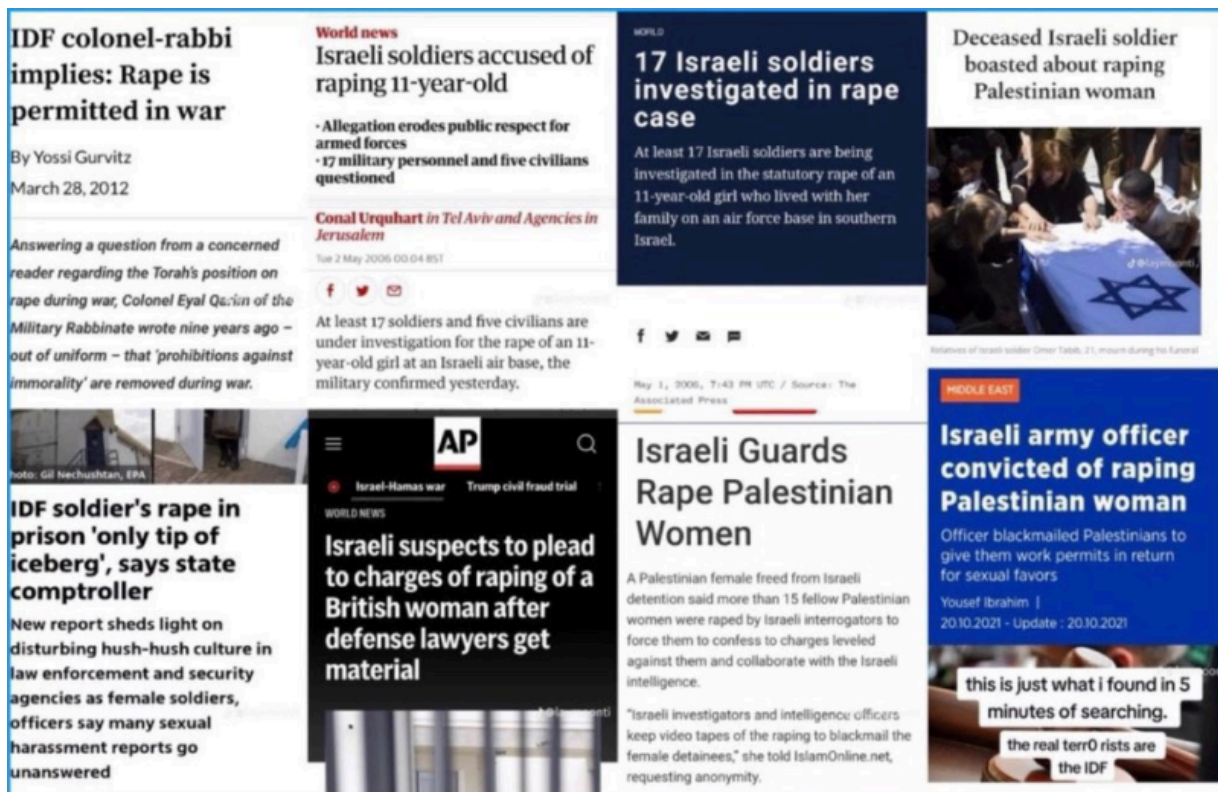 IDF colonel-rabbi
implies: Rape is
permitted in war
By Yossi Gurvitz
March 28, 2012
Answering a question from a concerned
reader regarding the Torah's position on
rape during war, Colonel Eyal Qarim of the
Military Rabbinate wrote nine years ago –
out of uniform – that 'prohibitions against
immorality' are removed during war.
hoto: Gil Nechushtan, EPA
IDF soldier's rape in
prison 'only tip of
iceberg', says state
comptroller
New report sheds light on
disturbing hush-hush culture in
law enforcement and security
agencies as female soldiers,
officers say many sexual
harassment reports go
unanswered
World news
Israeli soldiers accused of
raping 11-year-old
· Allegation erodes public respect for
armed forces
· 17 military personnel and five civilians
questioned
Conal Urquhart in Tel Aviv and Agencies in
Jerusalem
Tue 2 May 2006 00.04 BST
At least 17 soldiers and five civilians are
under investigation for the rape of an 11-
year-old girl at an Israeli air base, the
military confirmed yesterday.
AP
Israel-Hamas war Trump civil fraud trial
WORLD NEWS
Israeli suspects to plead
to charges of raping of a
British woman after
defense lawyers get
material
WORLD
17 Israeli soldiers
investigated in rape
case
At least 17 Israeli soldiers are being
investigated in the statutory rape of an
11-year-old girl who lived with her
family on an air force base in southern
Israel.
May 1, 2006, 7:43 PM UTC / Source: The
Associated Press
Israeli Guards
Rape Palestinian
Women
A Palestinian female freed from Israeli
detention said more than 15 fellow Palestinian
women were raped by Israeli interrogators to
force them to confess to charges leveled
against them and collaborate with the Israeli
intelligence.
"Israeli investigators and intelligence officers
keep video tapes of the raping to blackmail the
female detainees," she told IslamOnline.net,
requesting anonymity.
Deceased Israeli soldier
boasted about raping
Palestinian woman
Relatives of Israeli soldier Omer Tabib, 21, mourn during his funeral
MIDDLE EAST
Israeli army officer
convicted of raping
Palestinian woman
Officer blackmailed Palestinians to
give them work permits in return
for sexual favors
Yousef Ibrahim |
20.10.2021 - Update : 20.10.2021
this is just what i found in 5
minutes of searching.
the real terr0 rists are
the IDF